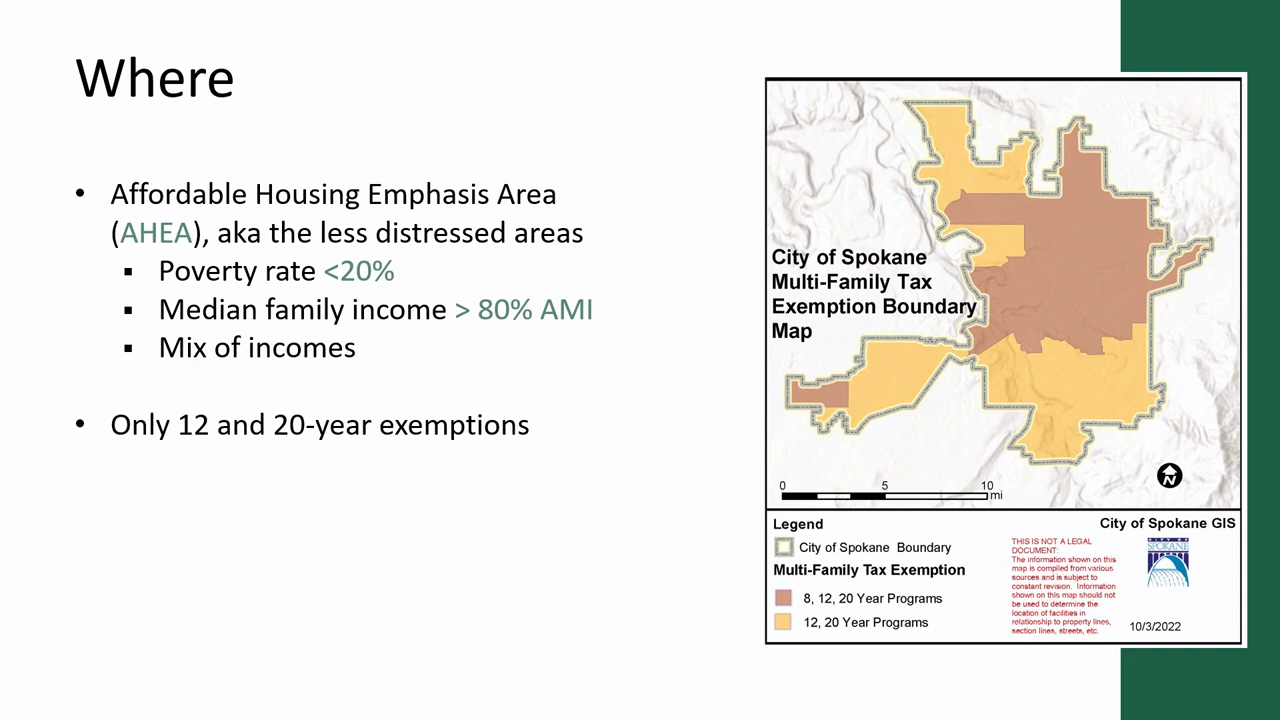 Where
• Affordable Housing Emphasis Area
(AHEA), aka the less distressed areas
▪ Poverty rate <20%
▪ Median family income > 80% AMI
▪ Mix of incomes
• Only 12 and 20-year exemptions
City of Spokane
Multi-Family Tax
Exemption Boundary
Map
0 5 10
mi
N
Legend
City of Spokane Boundary
Multi-Family Tax Exemption
8, 12, 20 Year Programs
12, 20 Year Programs
City of Spokane GIS
THIS IS NOT A LEGAL
DOCUMENT:
The information shown on this
map is compiled from various
sources and is subject to
constant revision. Information
shown on this map should not
be used to determine the
location of facilities in
relationship to property lines,
section lines, streets, etc.
CITY OF
SPOKANE
10/3/2022